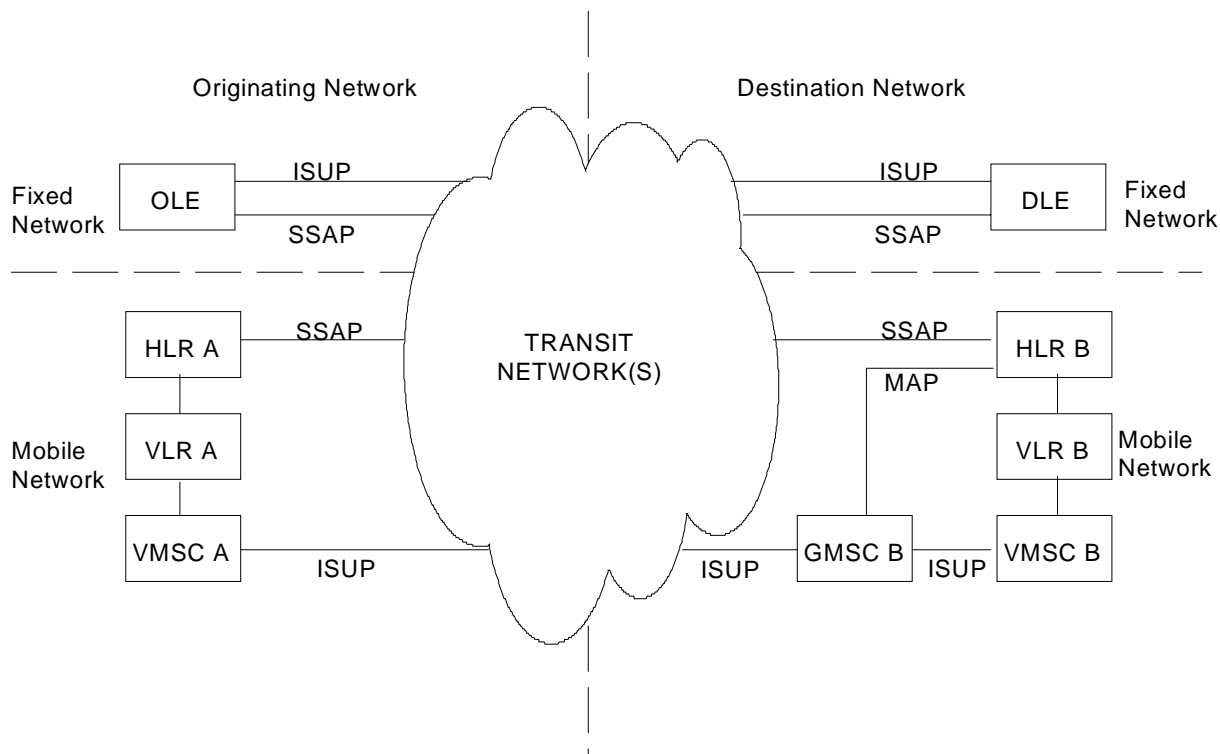 Originating Network
Destination Network
Fixed
Network
OLE
ISUP
SSAP
ISUP
SSAP
DLE
Fixed
Network
HLR A
SSAP
TRANSIT
NETWORK(S)
SSAP
MAP
HLR B
Mobile
Network
VLR A
VLR B
Mobile
Network
VMSC A
ISUP
ISUP
GMSC B
ISUP
VMSC B